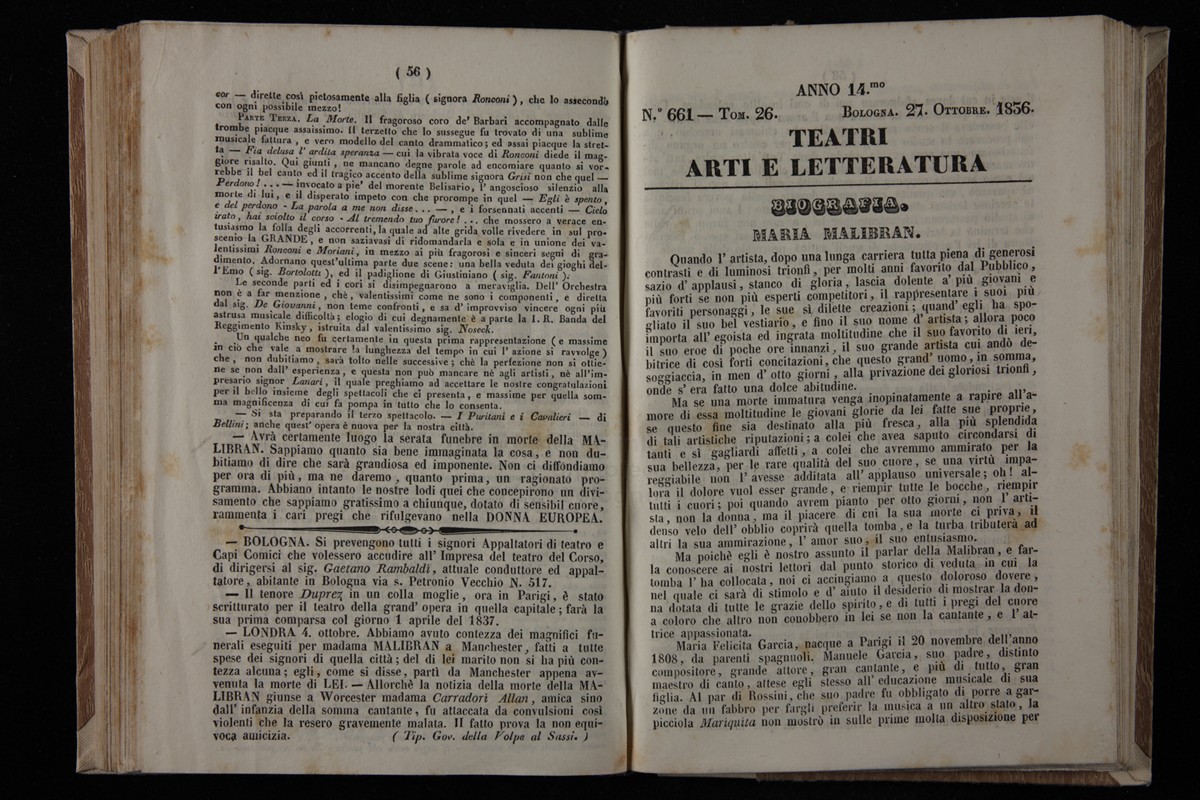 ( 56 )
cor — dirette così pietosamente alla figlia ( signora Ronconi ) , che lo assecondò
con ogni possibile mezzo!
PARTE TERZA. La Morte. Il fragoroso coro de' Barbari accompagnato dalle
trombe piacque assaissimo. Il terzetto che lo sussegue fu trovato di una sublime
musicale fattura , e vero modello del canto drammatico; ed assai piacque la stret-
ta — Fia delusa l' ardita speranza — cui la vibrata voce di Ronconi diede il mag-
giore risalto. Qui giunti , ne mancano degne parole ad encomiare quanto si vor-
rebbe il bel canto ed il tragico accento della sublime signora Grisi non che quel —
Perdono ! . . . — invocato a pie' del morente Belisario, l' angoscioso silenzio alla
morte di lui , e il disperato impeto con che prorompe in quel — Egli è spento ,
e del perdono - La parola a me non disse . . . — , e i forsennati accenti — Cielo
irato , hai sciolto il corso - Al tremendo tuo furore ! . . . che mossero a verace en-
tusiasmo la folla degli accorrenti, la quale ad alte grida volle rivedere in sul pro-
scenio la GRANDE , e non saziavasi di ridomandarla e sola e in unione dei va-
lentissimi Ronconi e Moriani , in mezzo ai più fragorosi e sinceri segni di gra-
dimento. Adornano quest'ultima parte due scene: una bella veduta dei gioghi del-
l'Emo ( sig. Bortolotti ) , ed il padiglione di Giustiniano ( sig. Fantoni ).
Le seconde parti ed i cori si disimpegnarono a meraviglia. Dell' Orchestra
non è a far menzione , chè , valentissimi come ne sono i componenti , e diretta
dal sig. De Giovanni , non teme confronti , e sa d' improvviso vincere ogni più
astrusa musicale difficoltà ; elogio di cui degnamente è a parte la I. R. Banda del
Reggimento Kinsky , istruita dal valentissimo sig. Noseck.
Un qualche neo fu certamente in questa prima rappresentazione ( e massime
in ciò che vale a mostrare la lunghezza del tempo in cui l' azione si ravvolge )
che , non dubitiamo , sarà tolto nelle successive ; chè la perfezione non si ottie-
ne se non dall' esperienza , e questa non può mancare nè agli artisti , nè all'im-
presario signor Lanari , il quale preghiamo ad accettare le nostre congratulazioni
per il bello insieme degli spettacoli che ci presenta , e massime per quella som-
ma magnificenza di cui fa pompa in tutto che lo consenta.
— Si sta preparando il terzo spettacolo. — I Puritani e i Cavalieri — di
Bellini ; anche quest' opera è nuova per la nostra città.
— Avrà certamente luogo la serata funebre in morte della MA-
LIBRAN. Sappiamo quanto sia bene immaginata la cosa , e non du-
bitiamo di dire che sarà grandiosa ed imponente. Non ci diffondiamo
per ora di più , ma ne daremo , quanto prima , un ragionato pro-
gramma. Abbiano intanto le nostre lodi quei che concepirono un divi-
samento che sappiamo gratissimo a chiunque, dotato di sensibil cuore,
rammenta i cari pregi che rifulgevano nella DONNA EUROPEA.
— BOLOGNA. Si prevengono tutti i signori Appaltatori di teatro e
Capi Comici che volessero accudire all' Impresa del teatro del Corso,
di dirigersi al sig. Gaetano Rambaldi , attuale conduttore ed appal-
tatore, abitante in Bologna via s. Petronio Vecchio N. 517.
— Il tenore Duprez in un colla moglie , ora in Parigi , è stato
scritturato per il teatro della grand' opera in quella capitale ; farà la
sua prima comparsa col giorno 1 aprile del 1837.
— LONDRA 4. ottobre. Abbiamo avuto contezza dei magnifici fu-
nerali eseguiti per madama MALIBRAN a Manchester, fatti a tutte
spese dei signori di quella città ; del di lei marito non si ha più con-
tezza alcuna ; egli , come si disse , partì da Manchester appena av-
venuta la morte di LEI. — Allorchè la notizia della morte della MA-
LIBRAN giunse a Worcester madama Carradori Allan , amica sino
dall' infanzia della somma cantante , fu attaccata da convulsioni così
violenti che la resero gravemente malata. Il fatto prova la non equi-
voca amicizia. ( Tip. Gov. della Volpe al Sassi. )
ANNO 14.mo
N.º 661 — TOM. 26. BOLOGNA. 27. OTTOBRE. 1836.
TEATRI
ARTI E LETTERATURA
BIOGRAFIA.
MARIA MALIBRAN.
Quando l' artista, dopo una lunga carriera tutta piena di generosi
contrasti e di luminosi trionfi , per molti anni favorito dal Pubblico ,
sazio d' applausi , stanco di gloria , lascia dolente a' più giovani e
più forti se non più esperti competitori , il rappresentare i suoi più
favoriti personaggi , le sue sì dilette creazioni ; quand' egli ha spo-
gliato il suo bel vestiario , e fino il suo nome d' artista ; allora poco
importa all' egoista ed ingrata moltitudine che il suo favorito di ieri,
il suo eroe di poche ore innanzi , il suo grande artista cui andò de-
bitrice di così forti concitazioni, che questo grand' uomo , in somma,
soggiaccia, in men d' otto giorni , alla privazione dei gloriosi trionfi ,
onde s' era fatto una dolce abitudine.
Ma se una morte immatura venga inopinatamente a rapire all'a-
more di essa moltitudine le giovani glorie da lei fatte sue proprie,
se questo fine sia destinato alla più fresca, alla più splendida
di tali artistiche riputazioni ; a colei che avea saputo circondarsi di
tanti e sì gagliardi affetti , a colei che avremmo ammirato per la
sua bellezza, per le rare qualità del suo cuore, se una virtù impa-
reggiabile non l' avesse additata all' applauso universale ; oh ! al-
lora il dolore vuol esser grande , e riempir tutte le bocche , riempir
tutti i cuori ; poi quando avrem pianto per otto giorni , non l' arti-
sta , non la donna , ma il piacere di cui la sua morte ci priva , il
denso velo dell' obblio coprirà quella tomba , e la turba tributerà ad
altri la sua ammirazione , l' amor suo , il suo entusiasmo.
Ma poichè egli è nostro assunto il parlar della Malibran , e far-
la conoscere ai nostri lettori dal punto storico di veduta in cui la
tomba l' ha collocata , noi ci accingiamo a questo doloroso dovere ,
nel quale ci sarà di stimolo e d' aiuto il desiderio di mostrar la don-
na dotata di tutte le grazie dello spirito , e di tutti i pregi del cuore
a coloro che altro non conobbero in lei se non la cantante , e l' at-
trice appassionata.
Maria Felicita Garcia, nacque a Parigi il 20 novembre dell'anno
1808, da parenti spagnuoli. Manuele Garcia, suo padre, distinto
compositore, grande attore, gran cantante, e più di tutto, gran
maestro di canto, attese egli stesso all' educazione musicale di sua
figlia. Al par di Rossini, che suo padre fu obbligato di porre a gar-
zone da un fabbro per fargli preferir la musica a un altro stato , la
picciola Mariquita non mostrò in sulle prime molta disposizione per